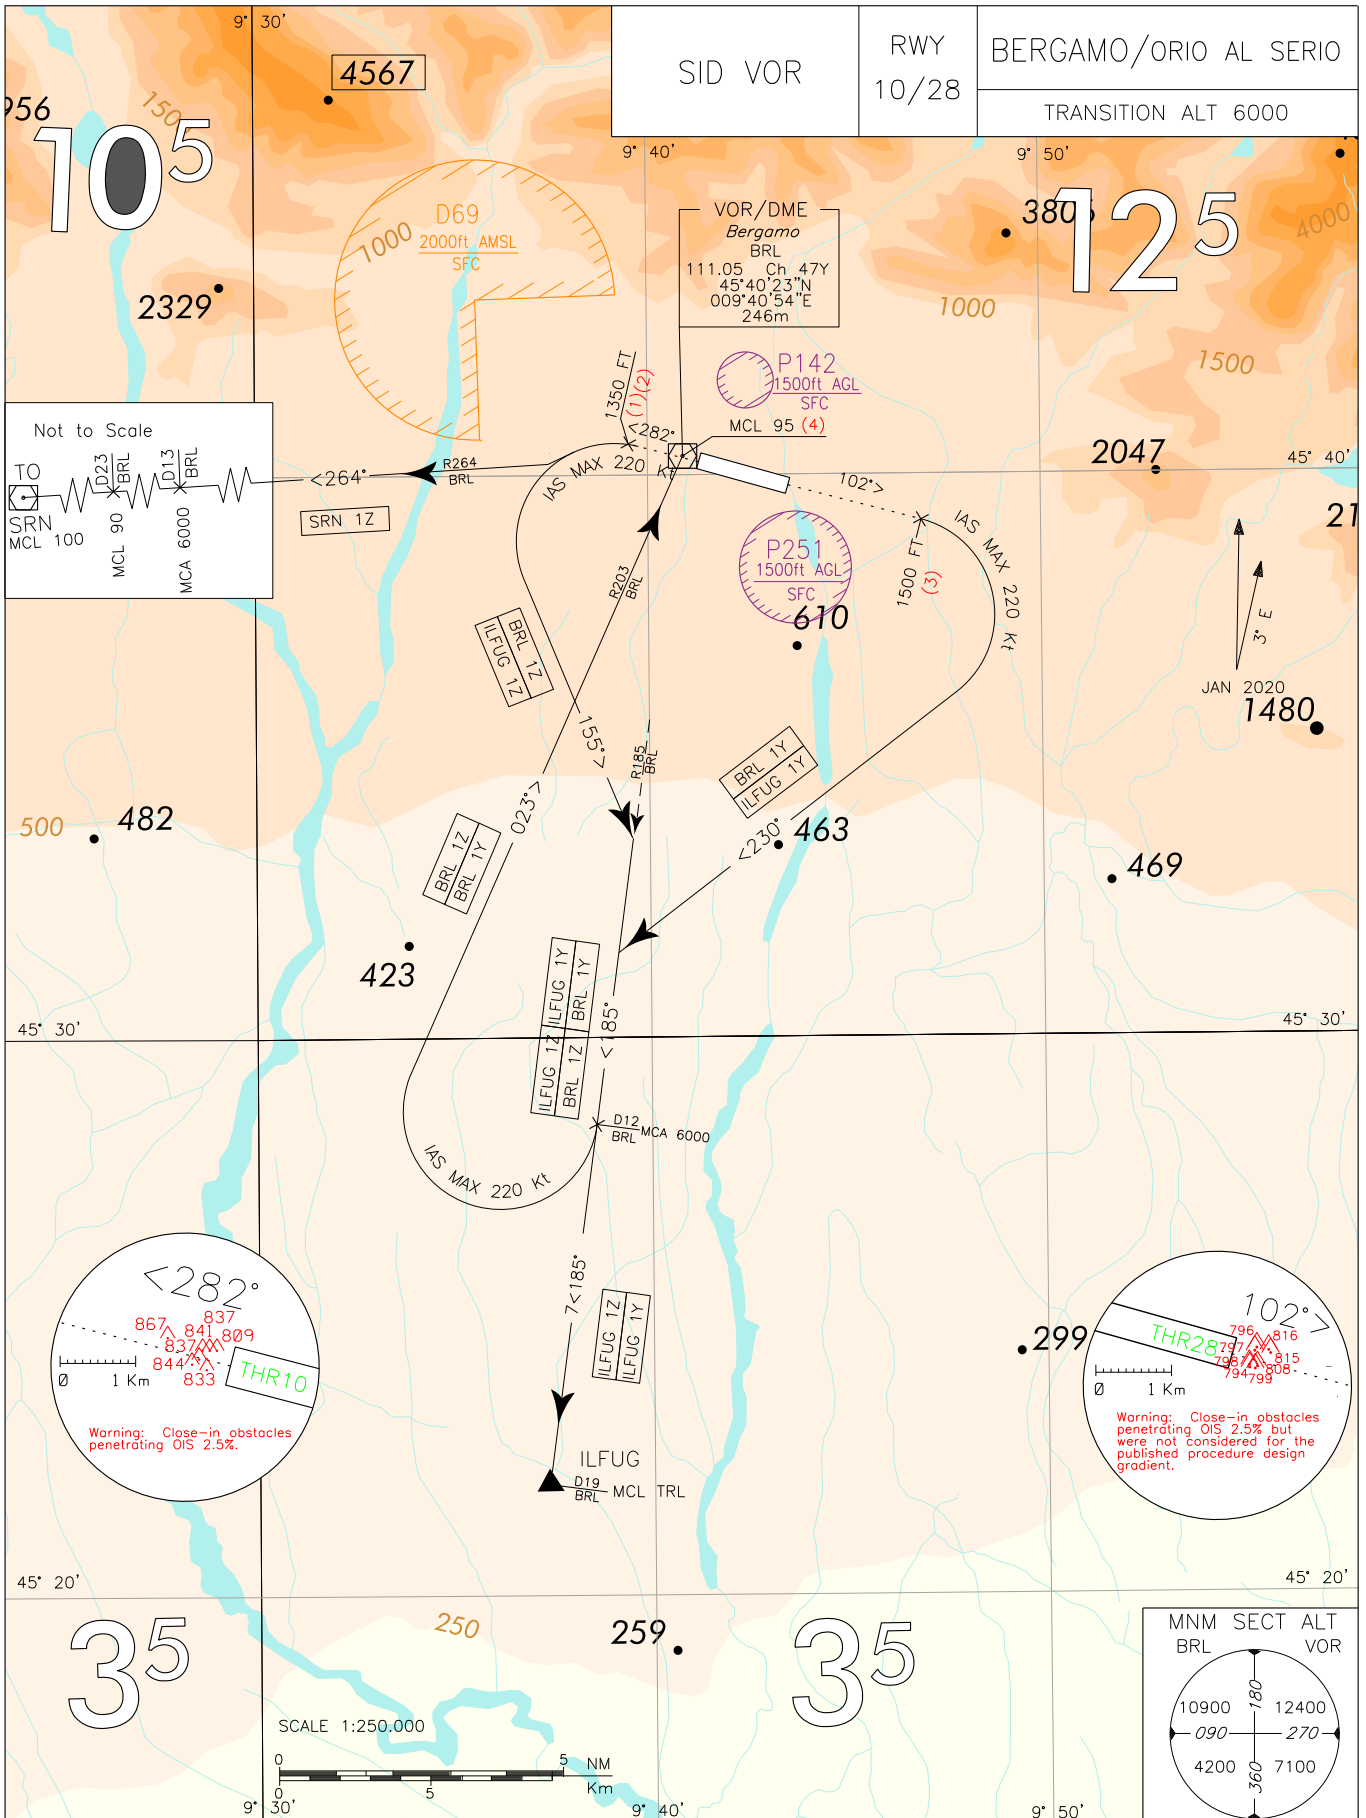 9° 30'
4567
1500
SID VOR
RWY
10/28
BERGAMO/ORIO AL SERIO
TRANSITION ALT 6000
956
10⁵
9° 40'
9° 50'
D69
2000ft AMSL
SFC
1000
VOR/DME
Bergamo
BRL
111.05 Ch 47Y
45°40'23"N
009°40'54"E
246m
3806
12⁵
4000
2329
1000
1500
P142
1500ft AGL
SFC
1350 FT
(1)(2)
<282°
MCL 95 (4)
Not to Scale
TO
D23
BRL
D13
BRL
SRN
MCL 100
MCL 90
MCA 6000
<264°
R264
BRL
SRN 1Z
IAS MAX 220 Kt
102°>
2047
45° 40'
21
P251
1500ft AGL
SFC
1500 FT
(3)
IAS MAX 220 Kt
R203
BRL
610
3° E
JAN 2020
1480
BRL 1Z
ILFUG 1Z
155°<
R185
BRL
BRL 1Y
ILFUG 1Y
023°>
500
482
<230°
463
469
BRL 1Z
BRL 1Y
423
ILFUG 1Z
ILFUG 1Y
BRL 1Z
BRL 1Y
<185°
45° 30'
45° 30'
D12
BRL
MCA 6000
IAS MAX 220 Kt
7<185°
ILFUG 1Z
ILFUG 1Y
<282°
867
837
841
809
837
844
833
THR10
0 1 Km
Warning: Close-in obstacles
penetrating OIS 2.5%.
299
102°>
THR28
796
816
797
815
798
808
794
799
0 1 Km
Warning: Close-in obstacles
penetrating OIS 2.5% but
were not considered for the
published procedure design
gradient.
ILFUG
D19
BRL
MCL TRL
45° 20'
45° 20'
3⁵
250
259
3⁵
MNM SECT ALT
BRL VOR
10900
180
12400
090
270
4200
360
7100
SCALE 1:250.000
0 5 NM
0 5 Km
9° 30'
9° 40'
9° 50'